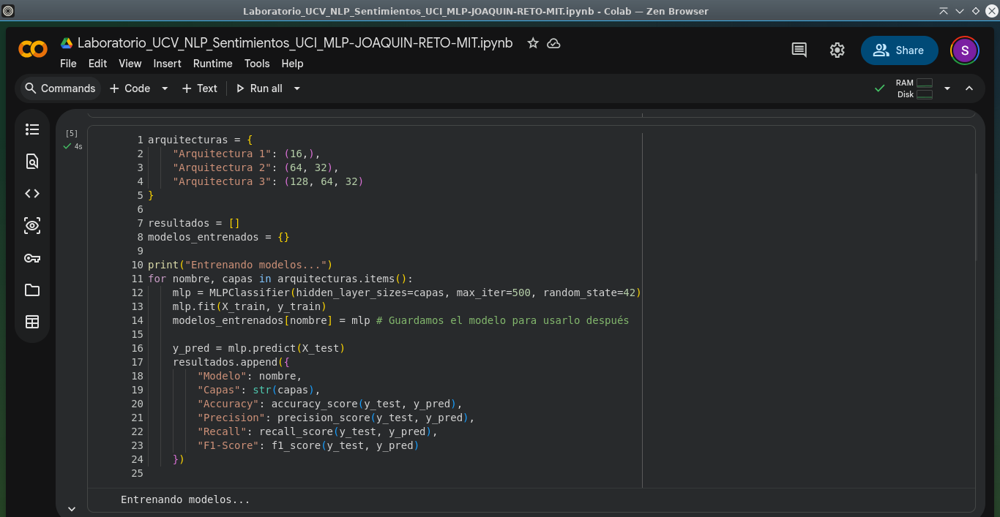 Laboratorio_UCV_NLP_Sentimientos_UCI_MLP-JOAQUIN-RETO-MIT.ipynb - Colab — Zen Browser
Laboratorio_UCV_NLP_Sentimientos_UCI_MLP-JOAQUIN-RETO-MIT.ipynb
File Edit View Insert Runtime Tools Help
Share
S
Commands + Code + Text Run all
RAM
Disk
[5]
4s
1 arquitecturas = {
2     "Arquitectura 1": (16,),
3     "Arquitectura 2": (64, 32),
4     "Arquitectura 3": (128, 64, 32)
5 }
6
7 resultados = []
8 modelos_entrenados = {}
9
10 print("Entrenando modelos...")
11 for nombre, capas in arquitecturas.items():
12     mlp = MLPClassifier(hidden_layer_sizes=capas, max_iter=500, random_state=42)
13     mlp.fit(X_train, y_train)
14     modelos_entrenados[nombre] = mlp # Guardamos el modelo para usarlo después
15
16     y_pred = mlp.predict(X_test)
17     resultados.append({
18         "Modelo": nombre,
19         "Capas": str(capas),
20         "Accuracy": accuracy_score(y_test, y_pred),
21         "Precision": precision_score(y_test, y_pred),
22         "Recall": recall_score(y_test, y_pred),
23         "F1-Score": f1_score(y_test, y_pred)
24     })
25
Entrenando modelos...